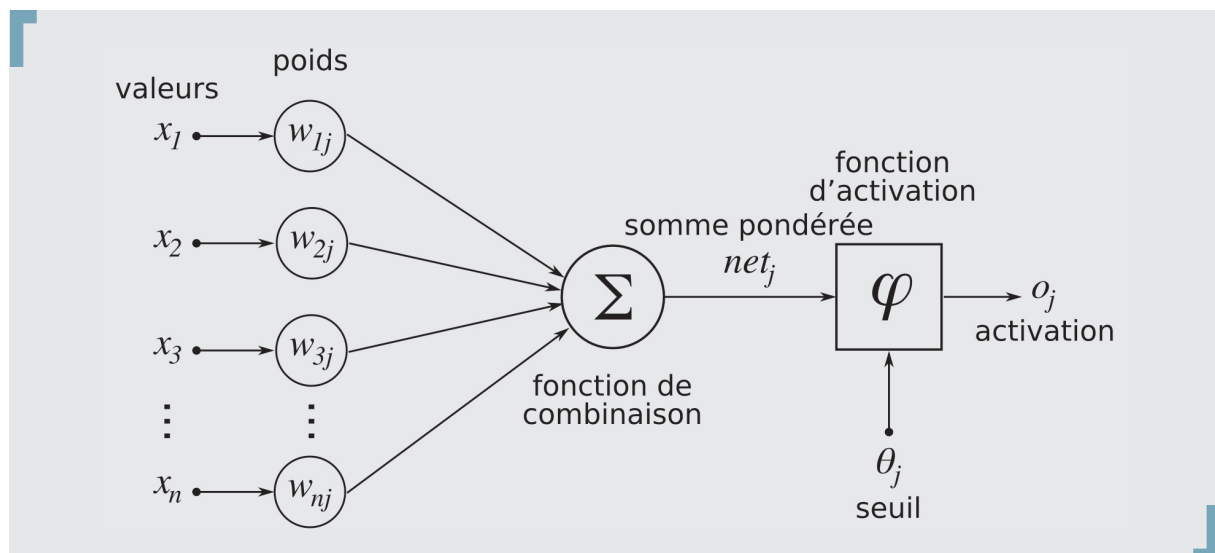 poids
valeurs
x1
w1j
x2
w2j
x3
w3j
xn
wnj
Σ
fonction de
combinaison
somme pondérée
netj
fonction
d'activation
φ
oj
activation
θj
seuil